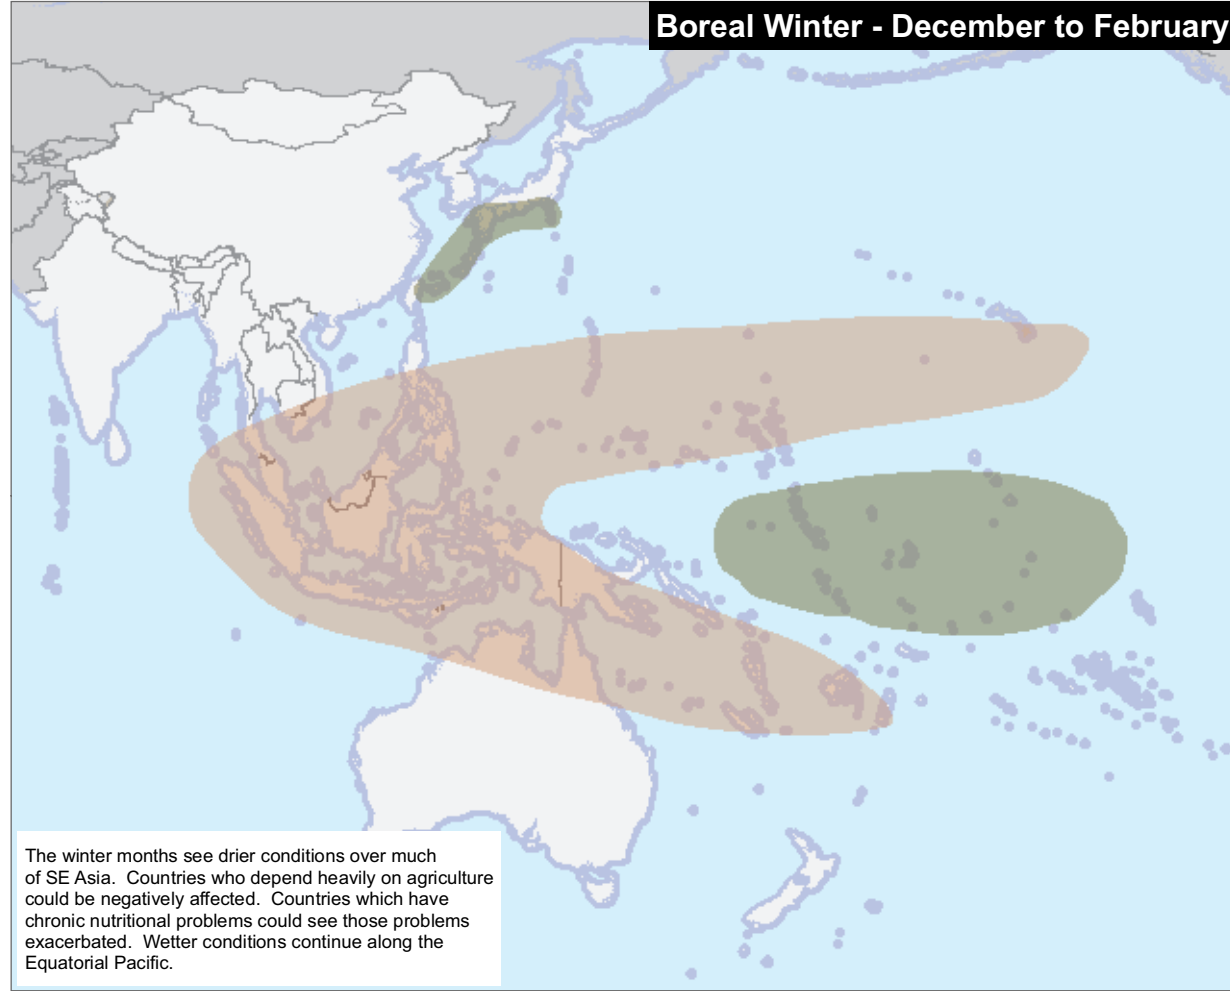 Boreal Winter - December to February
The winter months see drier conditions over much
of SE Asia.  Countries who depend heavily on agriculture
could be negatively affected.  Countries which have
chronic nutritional problems could see those problems
exacerbated.  Wetter conditions continue along the
Equatorial Pacific.